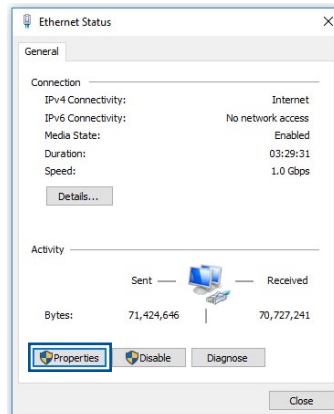 Ethernet Status
General
Connection
IPv4 Connectivity: Internet
IPv6 Connectivity: No network access
Media State: Enabled
Duration: 03:29:31
Speed: 1.0 Gbps
Details...
Activity
Sent Received
Bytes: 71,424,646 70,727,241
Properties Disable Diagnose
Close